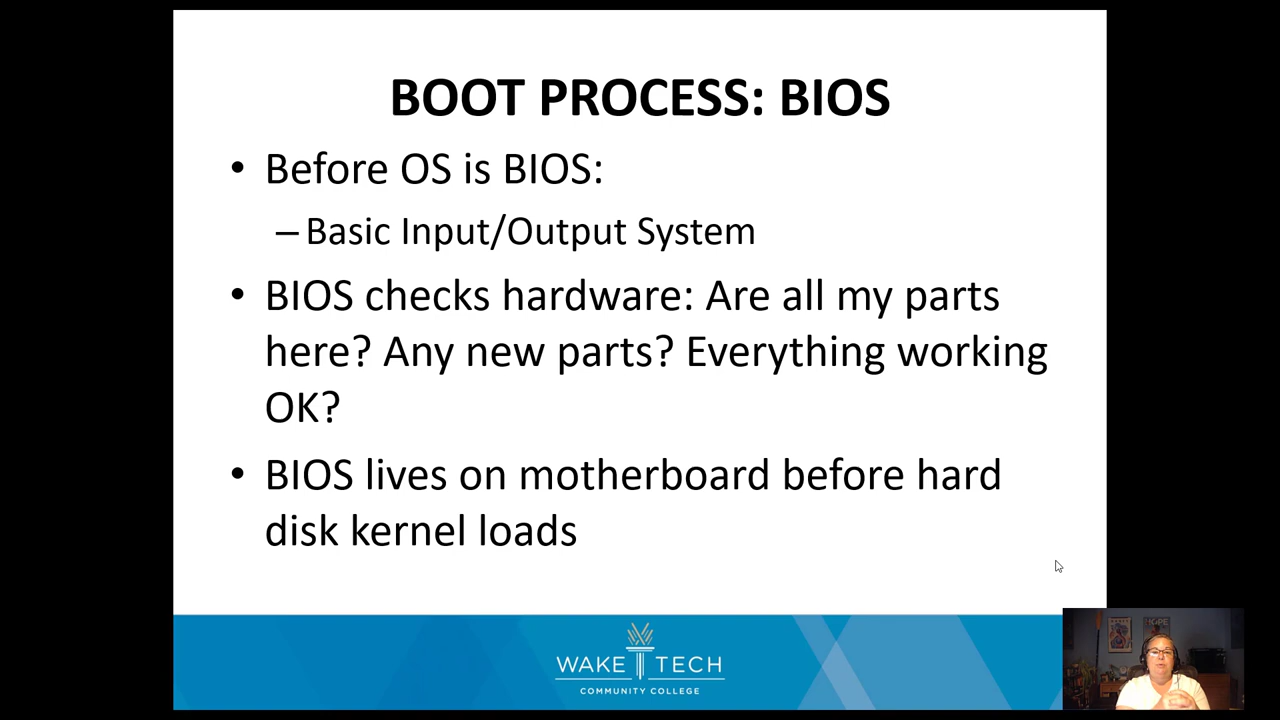 BOOT PROCESS: BIOS
• Before OS is BIOS:
– Basic Input/Output System
• BIOS checks hardware: Are all my parts
here? Any new parts? Everything working
OK?
• BIOS lives on motherboard before hard
disk kernel loads
WAKE TECH
COMMUNITY COLLEGE
HOPE